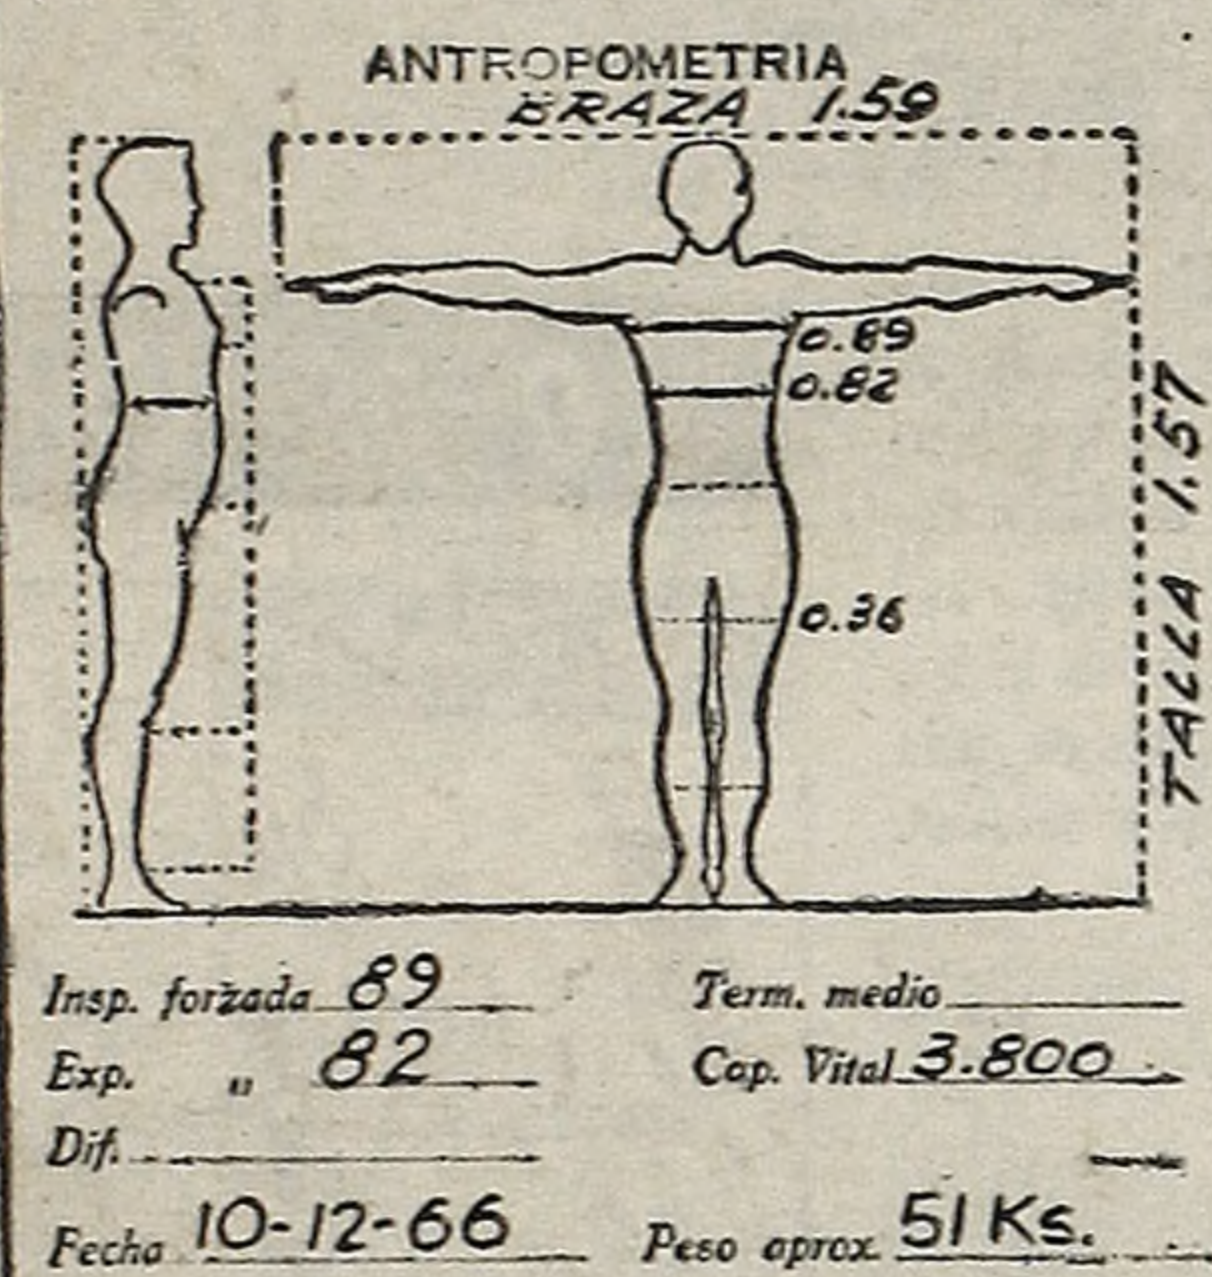 ANTROPOMETRIA
BRAZA 1.59
0.89
0.82
0.36
TALLA 1.57
Insp. forzada 89 Term. medio
Exp. " 82 Cap. Vital 3.800
Dif.
Fecha 10-12-66 Peso aprox. 51 Ks.